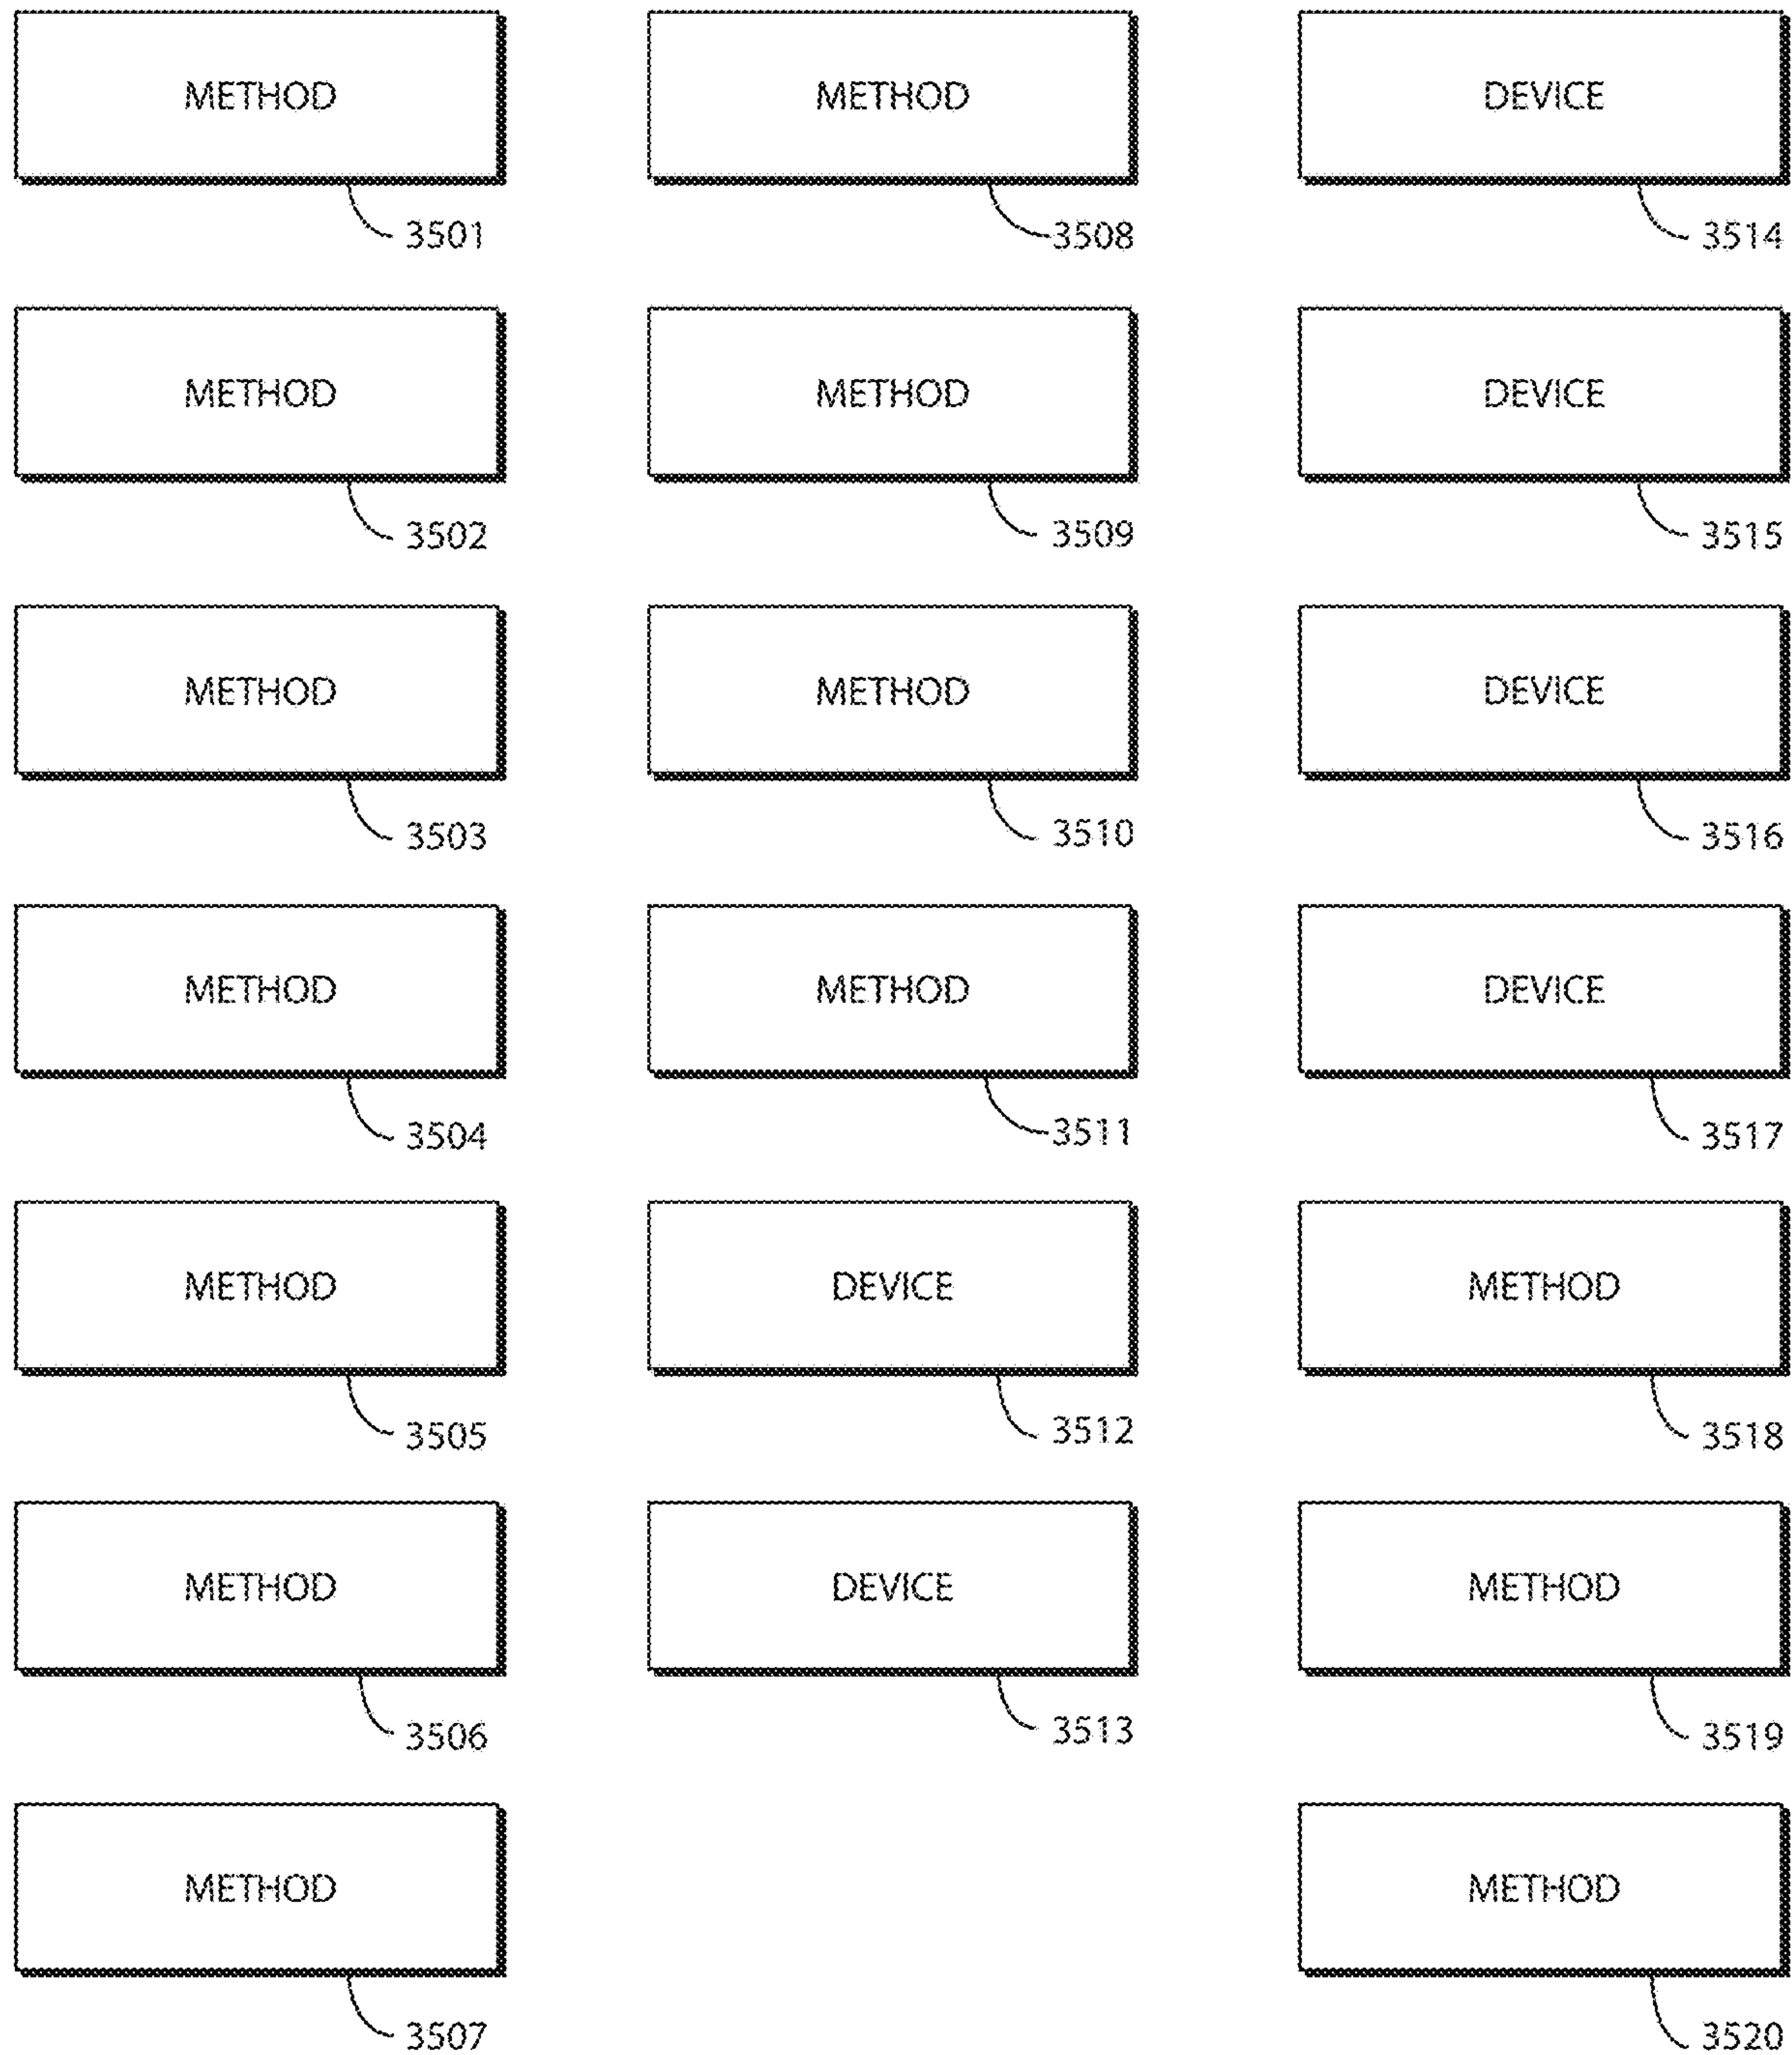 METHOD
3501
METHOD
3502
METHOD
3503
METHOD
3504
METHOD
3505
METHOD
3506
METHOD
3507
METHOD
3508
METHOD
3509
METHOD
3510
METHOD
3511
DEVICE
3512
DEVICE
3513
DEVICE
3514
DEVICE
3515
DEVICE
3516
DEVICE
3517
METHOD
3518
METHOD
3519
METHOD
3520